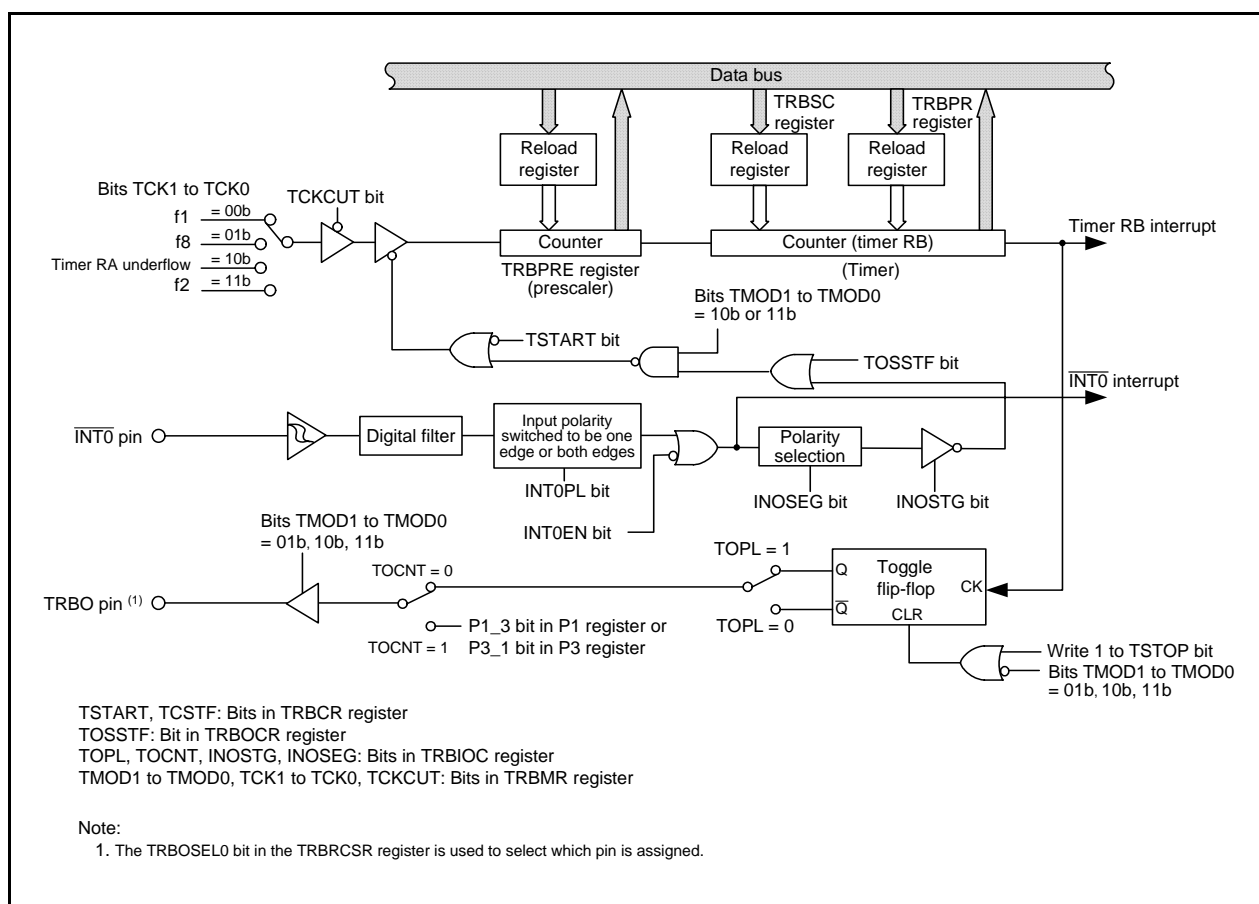 Data bus
TRBSC
register
TRBPR
register
Reload
register
Reload
register
Reload
register
Bits TCK1 to TCK0
TCKCUT bit
f1
= 00b
f8
= 01b
Timer RA underflow
= 10b
f2
= 11b
Counter
TRBPRE register
(prescaler)
Counter (timer RB)
(Timer)
Timer RB interrupt
Bits TMOD1 to TMOD0
= 10b or 11b
TSTART bit
TOSSTF bit
INT0 interrupt
INT0 pin
Digital filter
Input polarity
switched to be one
edge or both edges
Polarity
selection
INT0PL bit
INOSEG bit
INOSTG bit
INT0EN bit
Bits TMOD1 to TMOD0
= 01b, 10b, 11b
TOCNT = 0
TOPL = 1
Q
Toggle
flip-flop
CK
Q
CLR
TRBO pin (1)
TOPL = 0
P1_3 bit in P1 register or
TOCNT = 1
P3_1 bit in P3 register
Write 1 to TSTOP bit
Bits TMOD1 to TMOD0
= 01b, 10b, 11b
TSTART, TCSTF: Bits in TRBCR register
TOSSTF: Bit in TRBOCR register
TOPL, TOCNT, INOSTG, INOSEG: Bits in TRBIOC register
TMOD1 to TMOD0, TCK1 to TCK0, TCKCUT: Bits in TRBMR register
Note:
1. The TRBOSEL0 bit in the TRBRCSR register is used to select which pin is assigned.